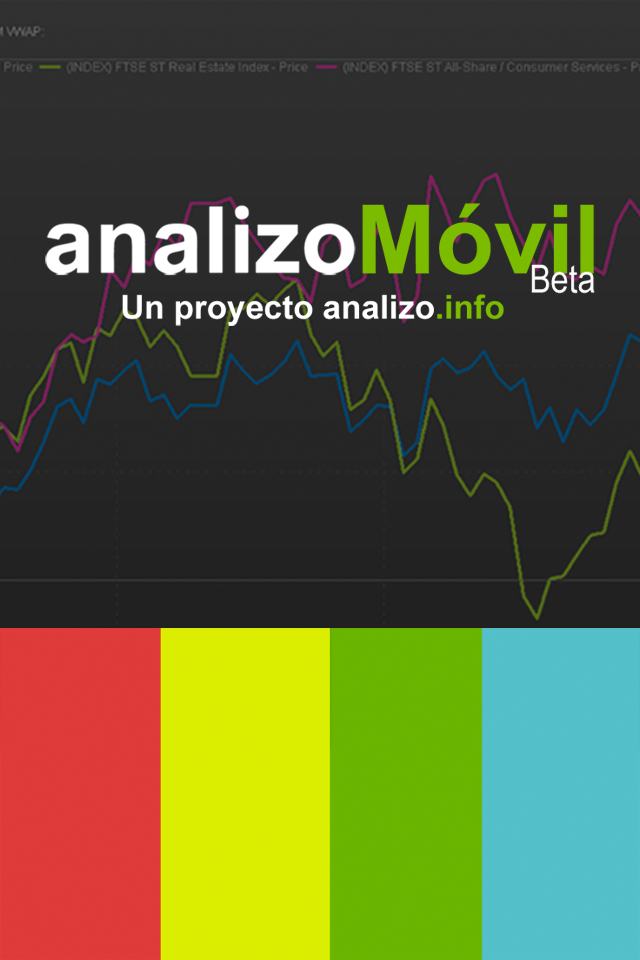 VWAP:
Price (INDEX) FTSE ST Real Estate Index - Price (INDEX) FTSE ST All-Share / Consumer Services -
analizoMóvil
Beta
Un proyecto analizo.info